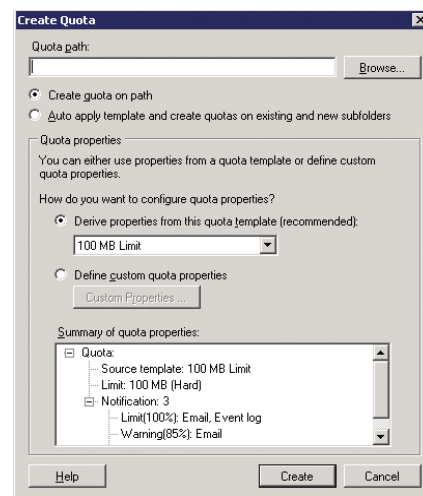 Create Quota
Quota path:
Browse...
Create quota on path
Auto apply template and create quotas on existing and new subfolders
Quota properties
You can either use properties from a quota template or define custom
quota properties.
How do you want to configure quota properties?
Derive properties from this quota template (recommended):
100 MB Limit
Define custom quota properties
Custom Properties ...
Summary of quota properties:
Quota:
Source template: 100 MB Limit
Limit: 100 MB (Hard)
Notification: 3
Limit(100%): Email, Event log
Warning(85%): Email
Help
Create
Cancel